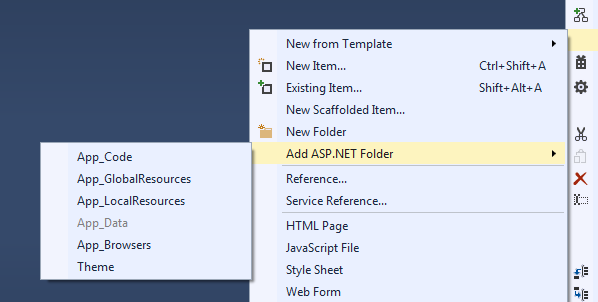 New from Template
New Item... Ctrl+Shift+A
Existing Item... Shift+Alt+A
New Scaffolded Item...
New Folder
Add ASP.NET Folder
Reference...
Service Reference...
HTML Page
JavaScript File
Style Sheet
Web Form
App_Code
App_GlobalResources
App_LocalResources
App_Data
App_Browsers
Theme